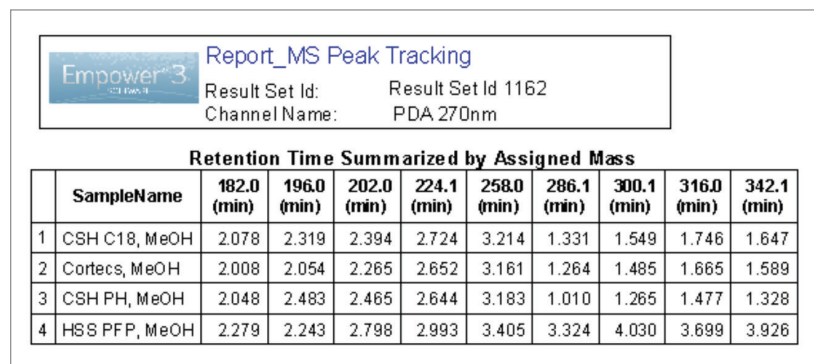 Empower® 3
SOFTWARE
Report_MS Peak Tracking
Result Set Id: Result Set Id 1162
Channel Name: PDA 270nm
Retention Time Summarized by Assigned Mass
SampleName 182.0 (min) 196.0 (min) 202.0 (min) 224.1 (min) 258.0 (min) 286.1 (min) 300.1 (min) 316.0 (min) 342.1 (min)
1 CSH C18, MeOH 2.078 2.319 2.394 2.724 3.214 1.331 1.549 1.746 1.647
2 Cortecs, MeOH 2.008 2.054 2.265 2.652 3.161 1.264 1.485 1.665 1.589
3 CSH PH, MeOH 2.048 2.483 2.465 2.644 3.183 1.010 1.265 1.477 1.328
4 HSS PFP, MeOH 2.279 2.243 2.798 2.993 3.405 3.324 4.030 3.699 3.926